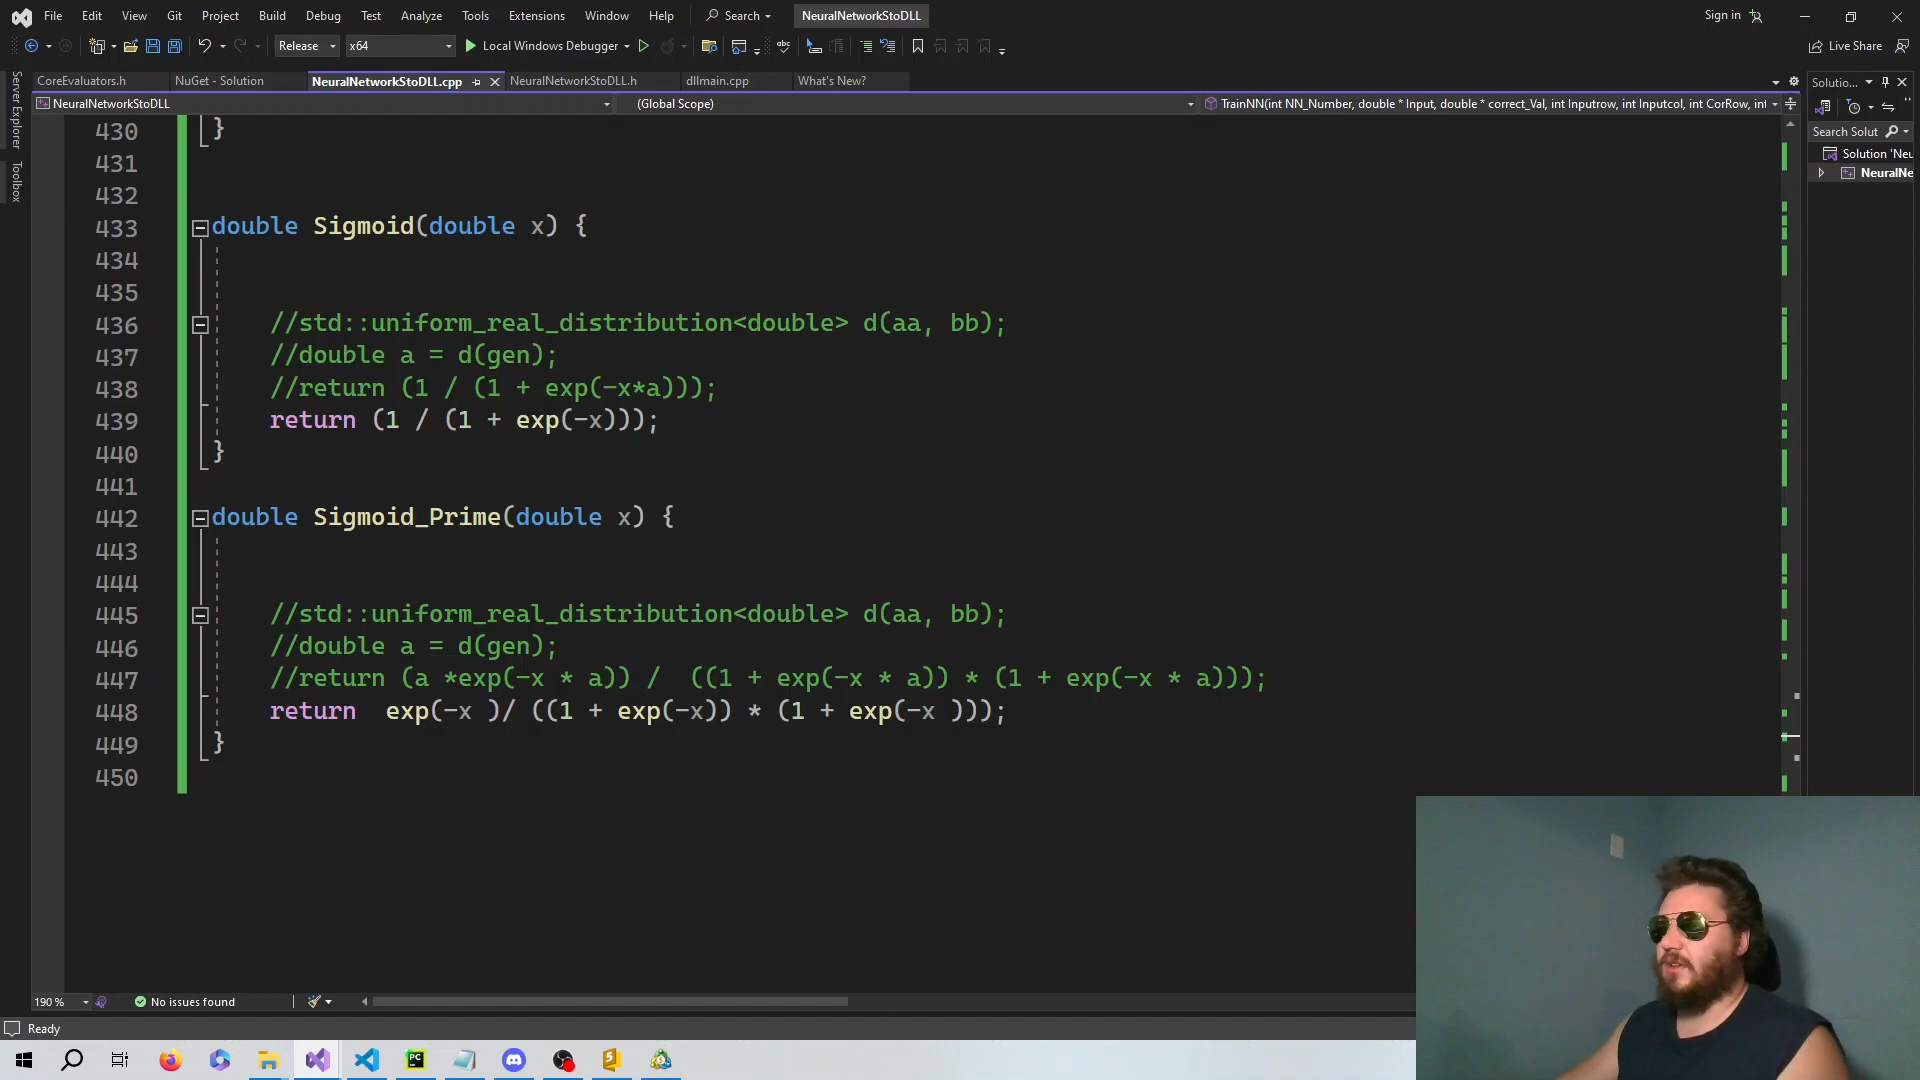 File Edit View Git Project Build Debug Test Analyze Tools Extensions Window Help Search NeuralNetworkStoDLL Sign in
Release x64 Local Windows Debugger Live Share
CoreEvaluators.h NuGet - Solution NeuralNetworkStoDLL.cpp NeuralNetworkStoDLL.h dllmain.cpp What's New? Solutio...
NeuralNetworkStoDLL (Global Scope) TrainNN(int NN_Number, double * Input, double * correct_Val, int Inputrow, int Inputcol, int CorRow, int
Server Explorer
Toolbox
Search Solut
Solution 'Neu
NeuralNe
430 }
431
432
433 double Sigmoid(double x) {
434
435
436 //std::uniform_real_distribution<double> d(aa, bb);
437 //double a = d(gen);
438 //return (1 / (1 + exp(-x*a)));
439 return (1 / (1 + exp(-x)));
440 }
441
442 double Sigmoid_Prime(double x) {
443
444
445 //std::uniform_real_distribution<double> d(aa, bb);
446 //double a = d(gen);
447 //return (a *exp(-x * a)) /  ((1 + exp(-x * a)) * (1 + exp(-x * a)));
448 return  exp(-x )/ ((1 + exp(-x)) * (1 + exp(-x )));
449 }
450
190 % No issues found
Ready